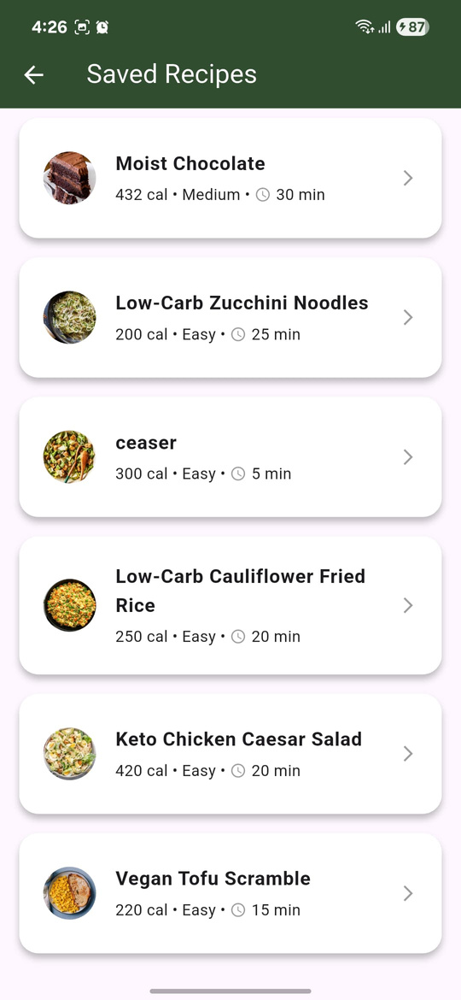 4:26
87
Saved Recipes
Moist Chocolate
432 cal • Medium • 30 min
Low-Carb Zucchini Noodles
200 cal • Easy • 25 min
ceaser
300 cal • Easy • 5 min
Low-Carb Cauliflower Fried
Rice
250 cal • Easy • 20 min
Keto Chicken Caesar Salad
420 cal • Easy • 20 min
Vegan Tofu Scramble
220 cal • Easy • 15 min